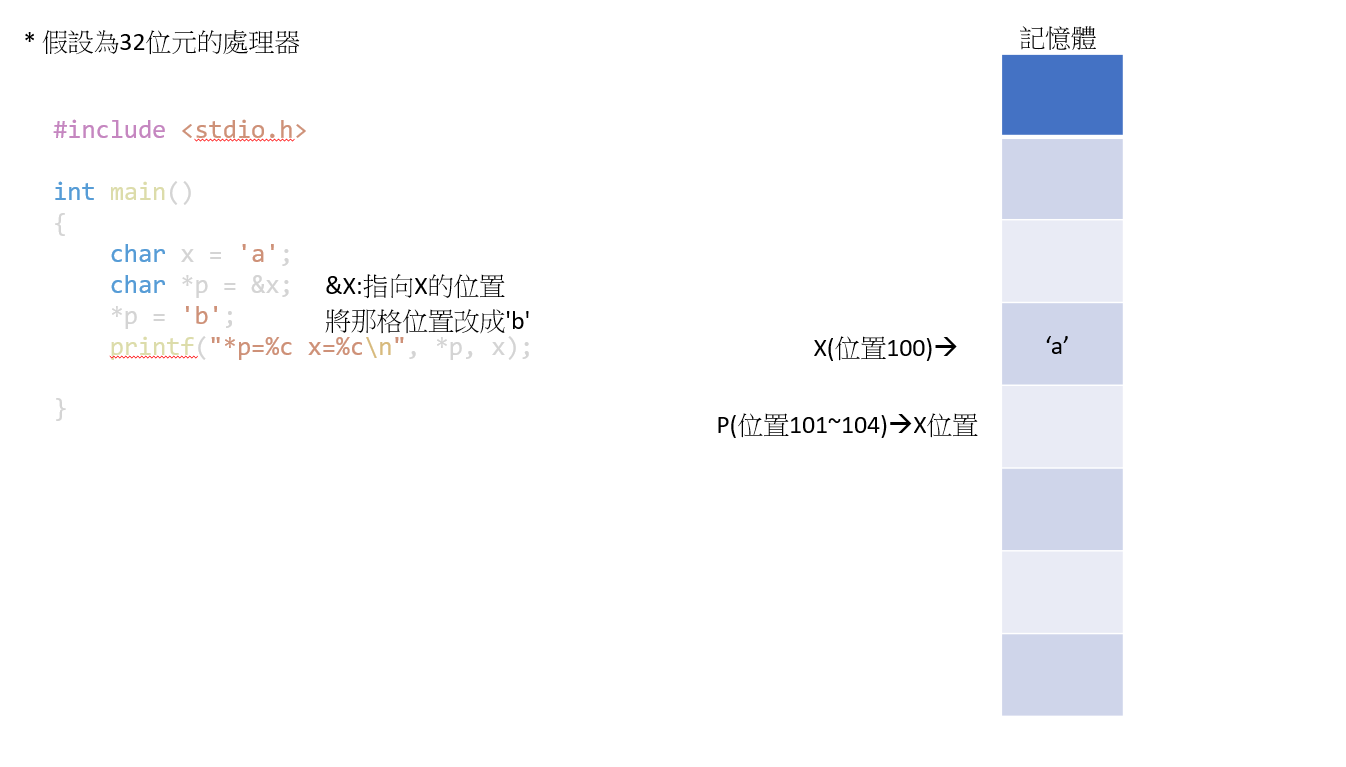 * 假設為32位元的處理器
記憶體
#include <stdio.h>
int main()
{
char x = 'a';
char *p = &x;
&X:指向X的位置
*p = 'b';
將那格位置改成'b'
printf("*p=%c x=%c\n", *p, x);
}
X(位置100)→
‘a’
P(位置101~104)→X位置